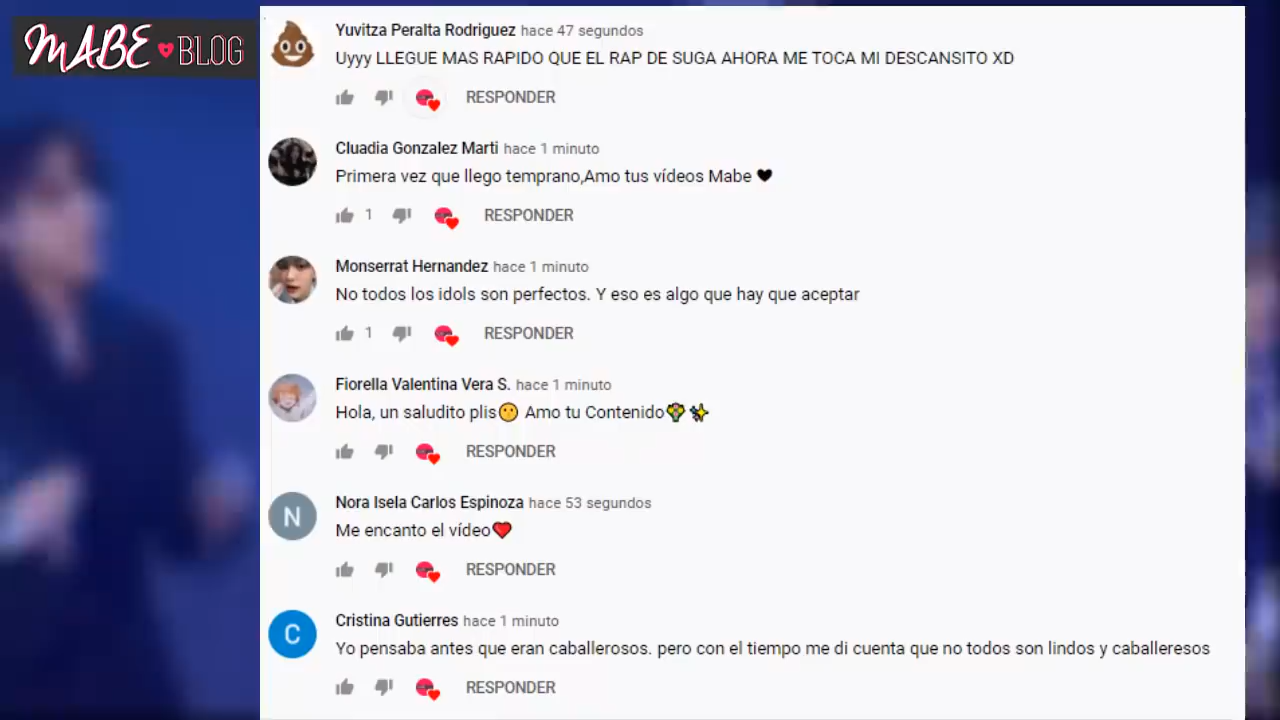 MABE BLOG
Yuvitza Peralta Rodriguez hace 47 segundos
Uyyy LLEGUE MAS RAPIDO QUE EL RAP DE SUGA AHORA ME TOCA MI DESCANSITO XD
RESPONDER
Cluadia Gonzalez Marti hace 1 minuto
Primera vez que llego temprano,Amo tus vídeos Mabe 🖤
1 RESPONDER
Monserrat Hernandez hace 1 minuto
No todos los idols son perfectos. Y eso es algo que hay que aceptar
1 RESPONDER
Fiorella Valentina Vera S. hace 1 minuto
Hola, un saludito plis😶 Amo tu Contenido💐✨
RESPONDER
N
Nora Isela Carlos Espinoza hace 53 segundos
Me encanto el vídeo❤️
RESPONDER
C
Cristina Gutierres hace 1 minuto
Yo pensaba antes que eran caballerosos. pero con el tiempo me di cuenta que no todos son lindos y caballeresos
RESPONDER